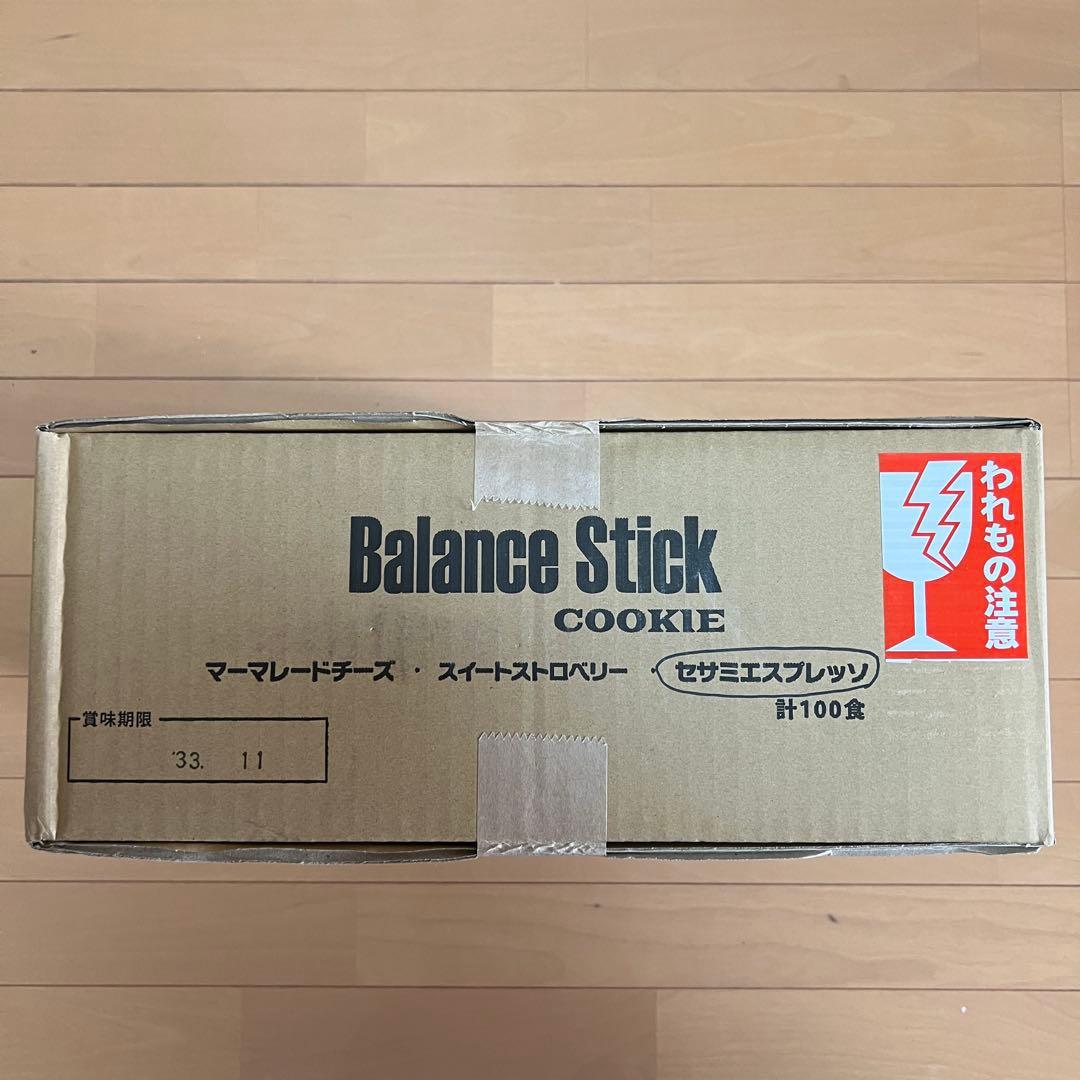 Balance Stick
COOKIE
マーマレードチーズ ・ スイートストロベリー ・ セサミエスプレッソ
計100食
賞味期限
'33. 11
われもの注意